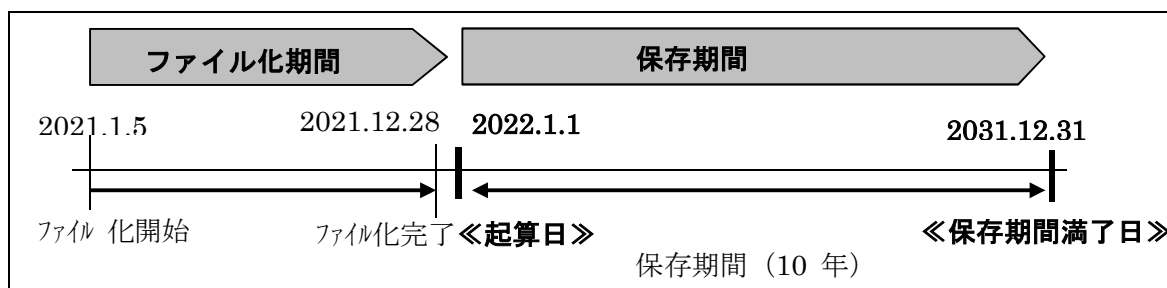 ファイル化期間
保存期間
2021.1.5
2021.12.28
2022.1.1
2031.12.31
ﾌｧｲﾙ 化開始
ﾌｧｲﾙ化完了
≪起算日≫
≪保存期間満了日≫
保存期間（10 年）